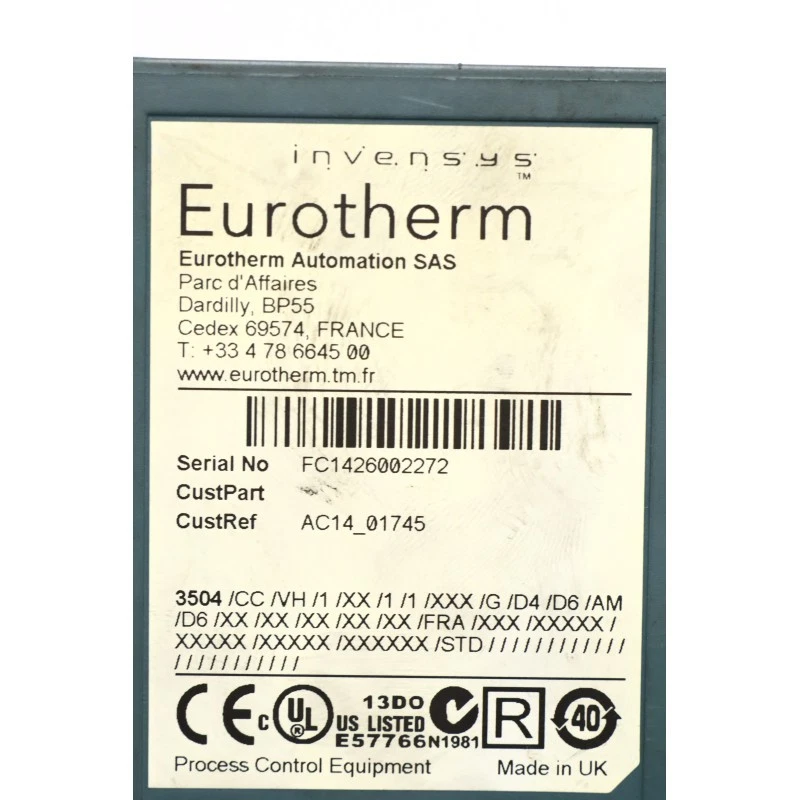 invensys
TM
Eurotherm
Eurotherm Automation SAS
Parc d'Affaires
Dardilly, BP55
Cedex 69574, FRANCE
T: +33 4 78 6645 00
www.eurotherm.tm.fr
Serial No FC1426002272
CustPart
CustRef AC14_01745
3504 /CC /VH /1 /XX /1 /1 /XXX /G /D4 /D6 /AM
/D6 /XX /XX /XX /XX /XX /FRA /XXX /XXXXX /
XXXXX /XXXXX /XXXXXX /STD / / / / / / / / / / / /
/ / / / / / / / / / /
CE c UL ® US LISTED 13DO E57766 N1981 R 40
Process Control Equipment Made in UK